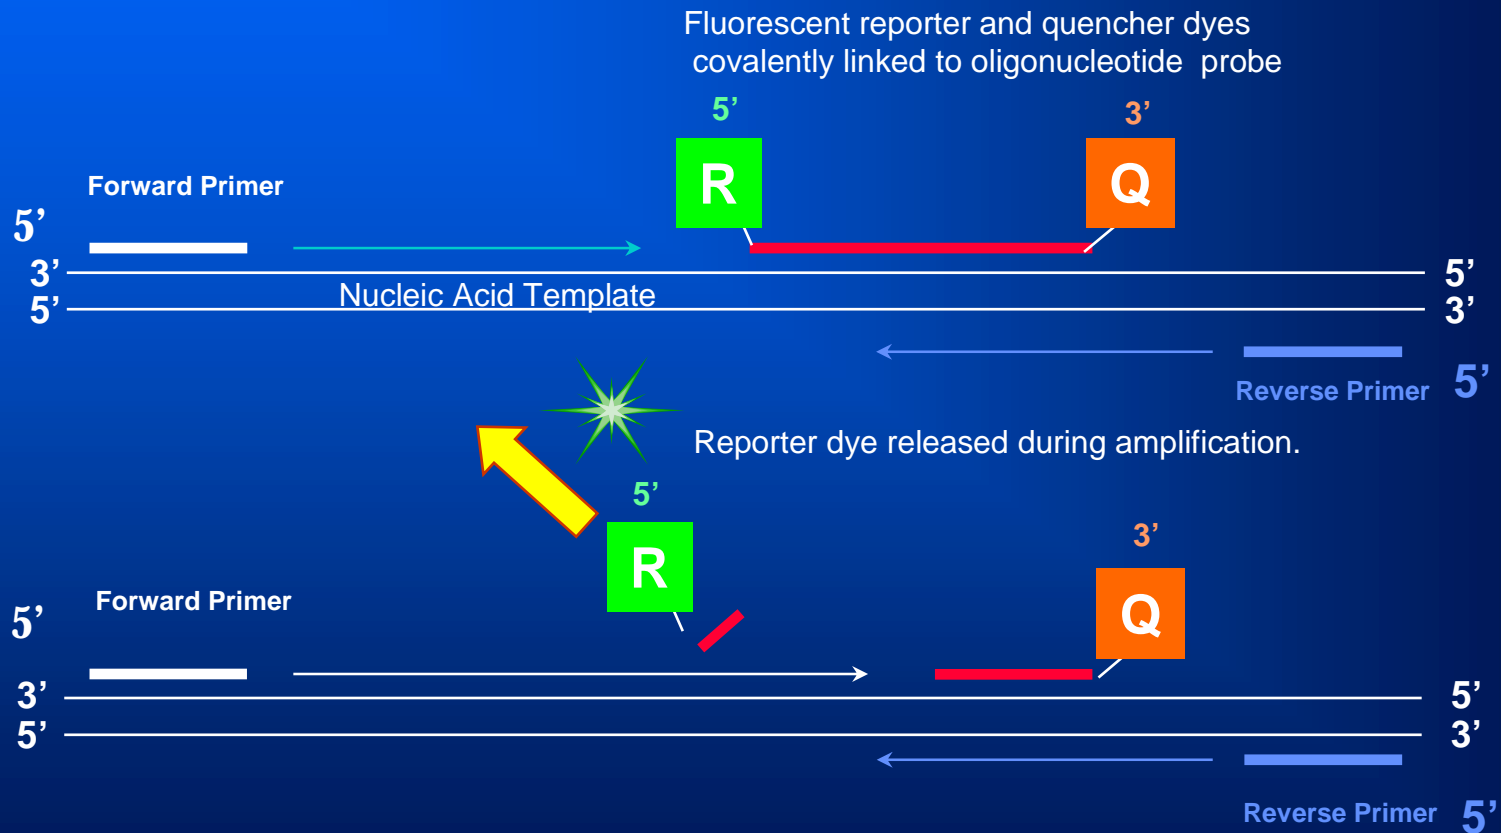 Fluorescent reporter and quencher dyes
covalently linked to oligonucleotide probe
5’
3’
R
Q
Forward Primer
5’
3’
5’
5’
3’
Nucleic Acid Template
Reverse Primer 5’
Reporter dye released during amplification.
5’
3’
R
Q
Forward Primer
5’
3’
5’
5’
3’
Reverse Primer 5’